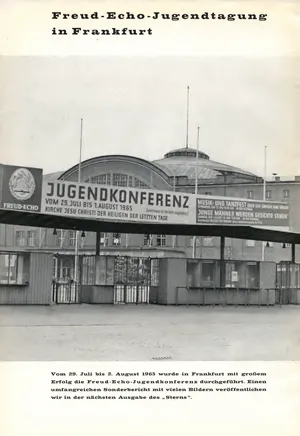 Freud-Echo-Jugendtagung
in Frankfurt
FREUD-ECHO
JUGENDKONFERENZ
VOM 29. JULI BIS 1. AUGUST 1965
KIRCHE JESU CHRISTI DER HEILIGEN DER LETZTEN TAGE
MUSIK- UND TANZFEST
JUNGE MÄNNER WERDEN GESICHTE SEHEN
Vom 29. Juli bis 2. August 1965 wurde in Frankfurt mit großem
Erfolg die Freud-Echo-Jugendkonferenz durchgeführt. Einen
umfangreichen Sonderbericht mit vielen Bildern veröffentlichen
wir in der nächsten Ausgabe des „Sterns“.